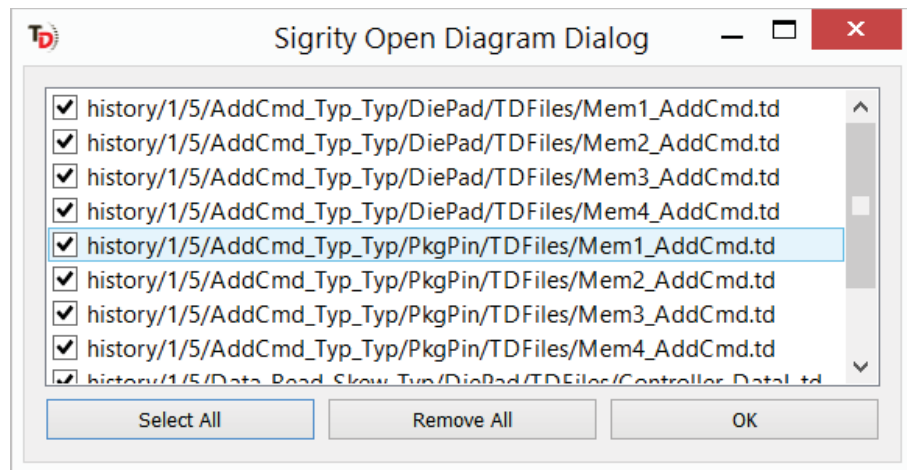 TD
Sigrity Open Diagram Dialog
history/1/5/AddCmd_Typ_Typ/DiePad/TDFiles/Mem1_AddCmd.td
history/1/5/AddCmd_Typ_Typ/DiePad/TDFiles/Mem2_AddCmd.td
history/1/5/AddCmd_Typ_Typ/DiePad/TDFiles/Mem3_AddCmd.td
history/1/5/AddCmd_Typ_Typ/DiePad/TDFiles/Mem4_AddCmd.td
history/1/5/AddCmd_Typ_Typ/PkgPin/TDFiles/Mem1_AddCmd.td
history/1/5/AddCmd_Typ_Typ/PkgPin/TDFiles/Mem2_AddCmd.td
history/1/5/AddCmd_Typ_Typ/PkgPin/TDFiles/Mem3_AddCmd.td
history/1/5/AddCmd_Typ_Typ/PkgPin/TDFiles/Mem4_AddCmd.td
Select All
Remove All
OK